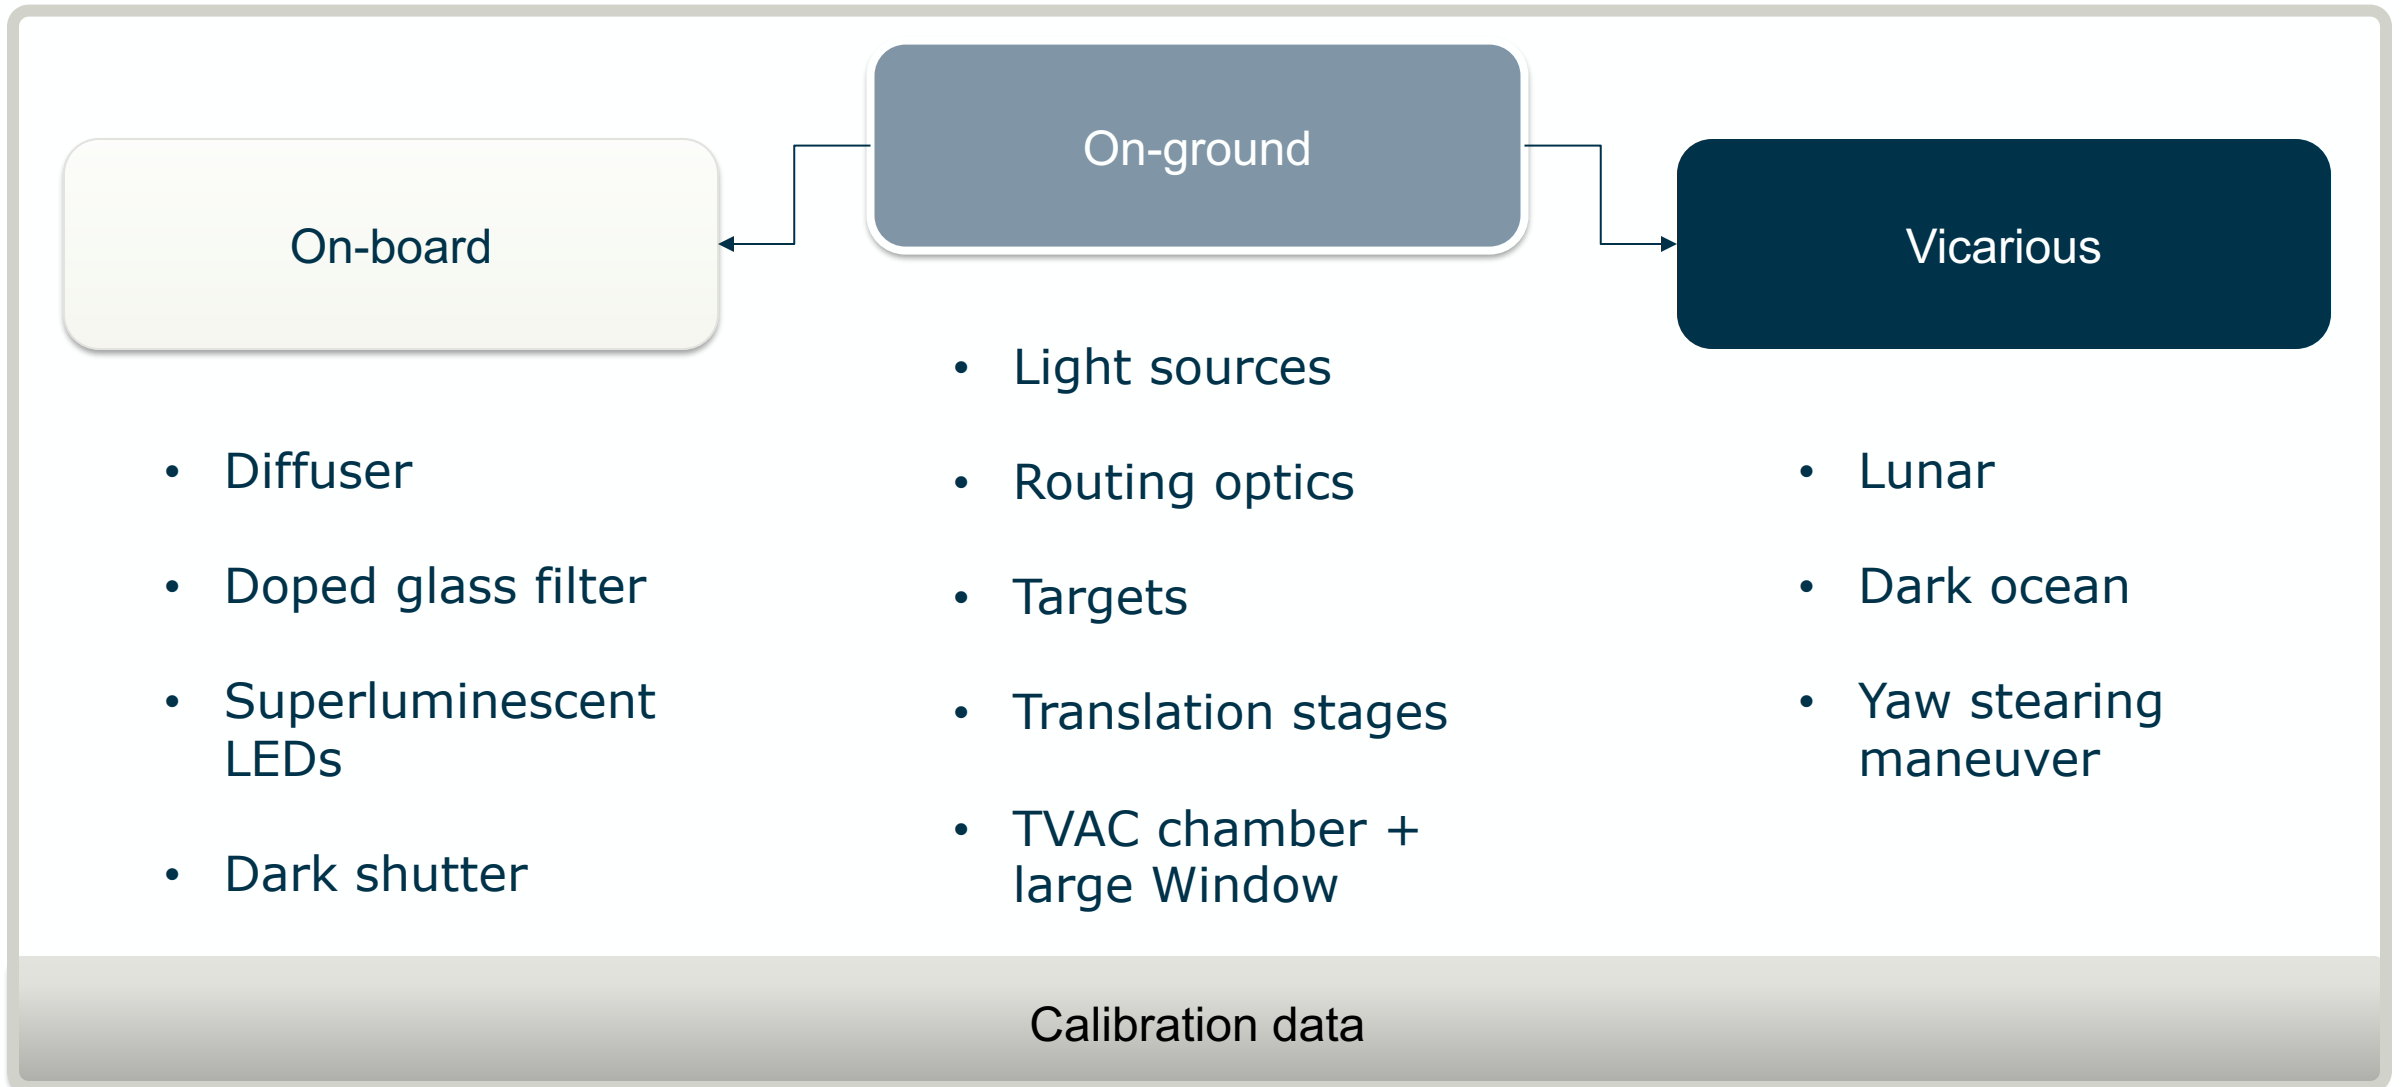 On-ground
On-board
Vicarious
• Light sources
• Routing optics
• Targets
• Translation stages
• TVAC chamber +
large Window
• Diffuser
• Doped glass filter
• Superluminescent
LEDs
• Dark shutter
• Lunar
• Dark ocean
• Yaw stearing
maneuver
Calibration data